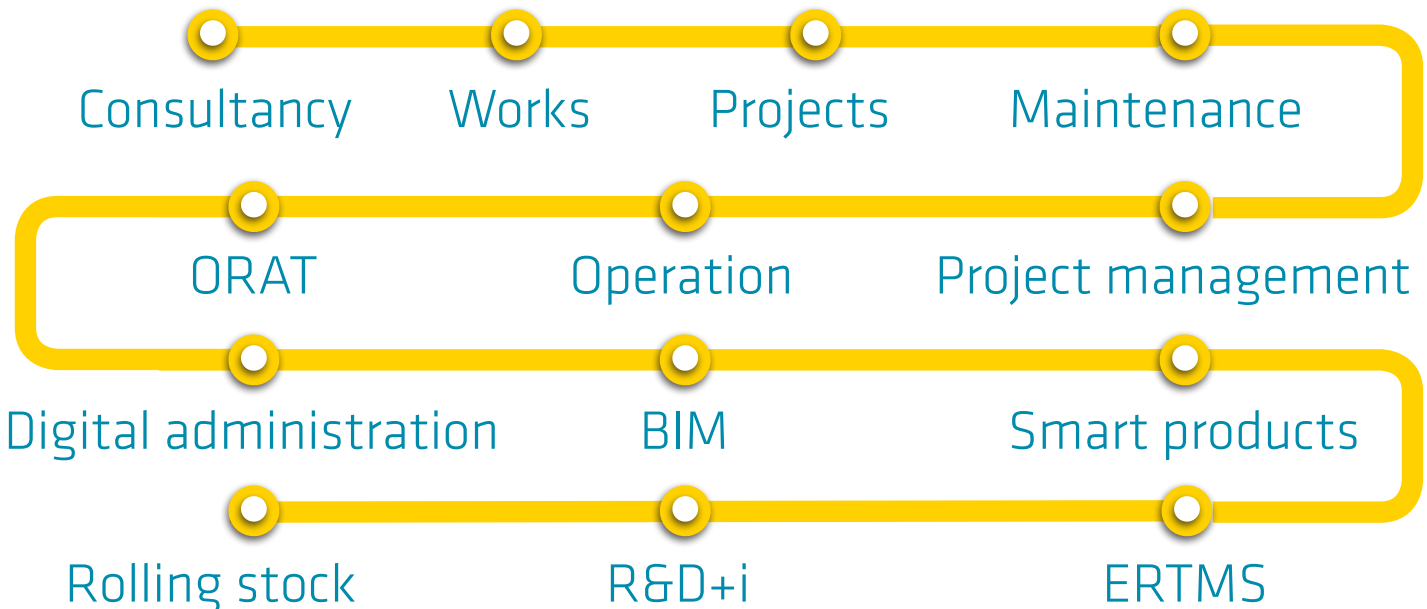 Consultancy Works Projects Maintenance
ORAT Operation Project management
Digital administration BIM Smart products
Rolling stock R&D+i ERTMS